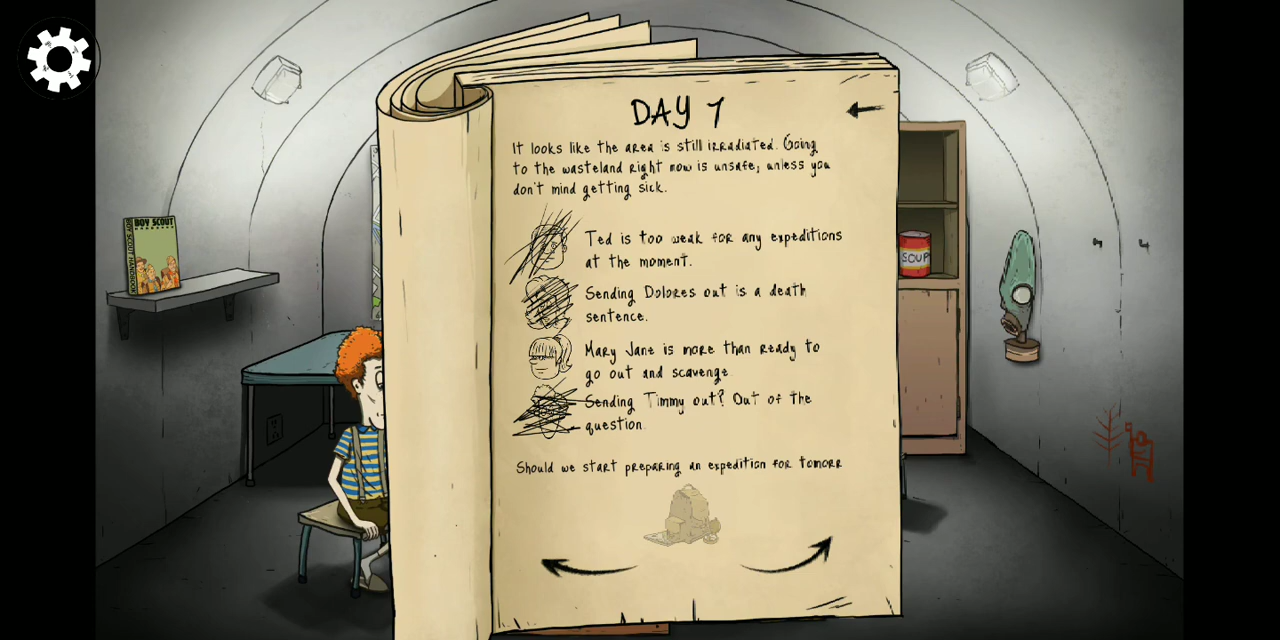 DAY 7
It looks like the area is still irradiated. Going
to the wasteland right now is unsafe, unless you
don't mind getting sick.
Ted is too weak for any expeditions
at the moment.
Sending Dolores out is a death
sentence.
Mary Jane is more than ready to
go out and scavenge.
Sending Timmy out? Out of the
question.
Should we start preparing an expedition for tomorr
BOY SCOUT
BOY SCOUT HANDBOOK
SOUP